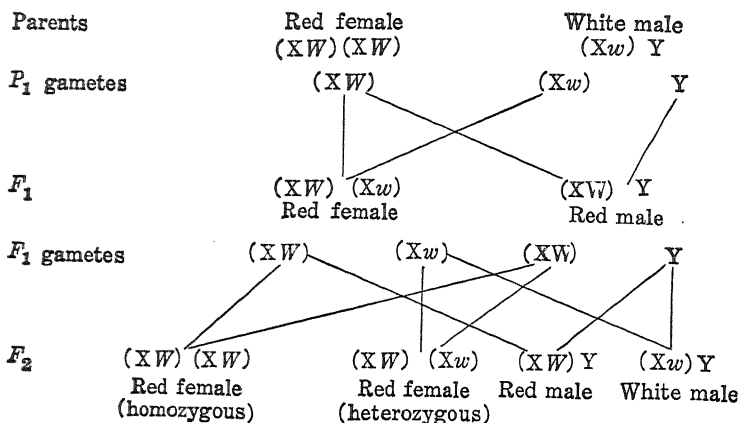 Parents Red female White male
(XW)(XW) (Xw) Y
P1 gametes (XW) (Xw) Y
F1 (XW) (Xw) (XW) Y
Red female Red male
F1 gametes (XW) (Xw) (XW) Y
F2 (XW) (XW) (XW) (Xw) (XW) Y (Xw) Y
Red female Red female Red male White male
(homozygous) (heterozygous)